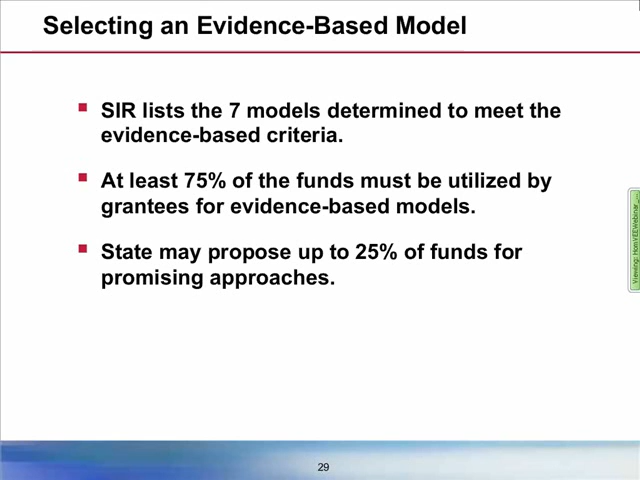 Selecting an Evidence-Based Model
SIR lists the 7 models determined to meet the
evidence-based criteria.
At least 75% of the funds must be utilized by
grantees for evidence-based models.
State may propose up to 25% of funds for
promising approaches.
Viewing: HomVEEWebinar_...
29